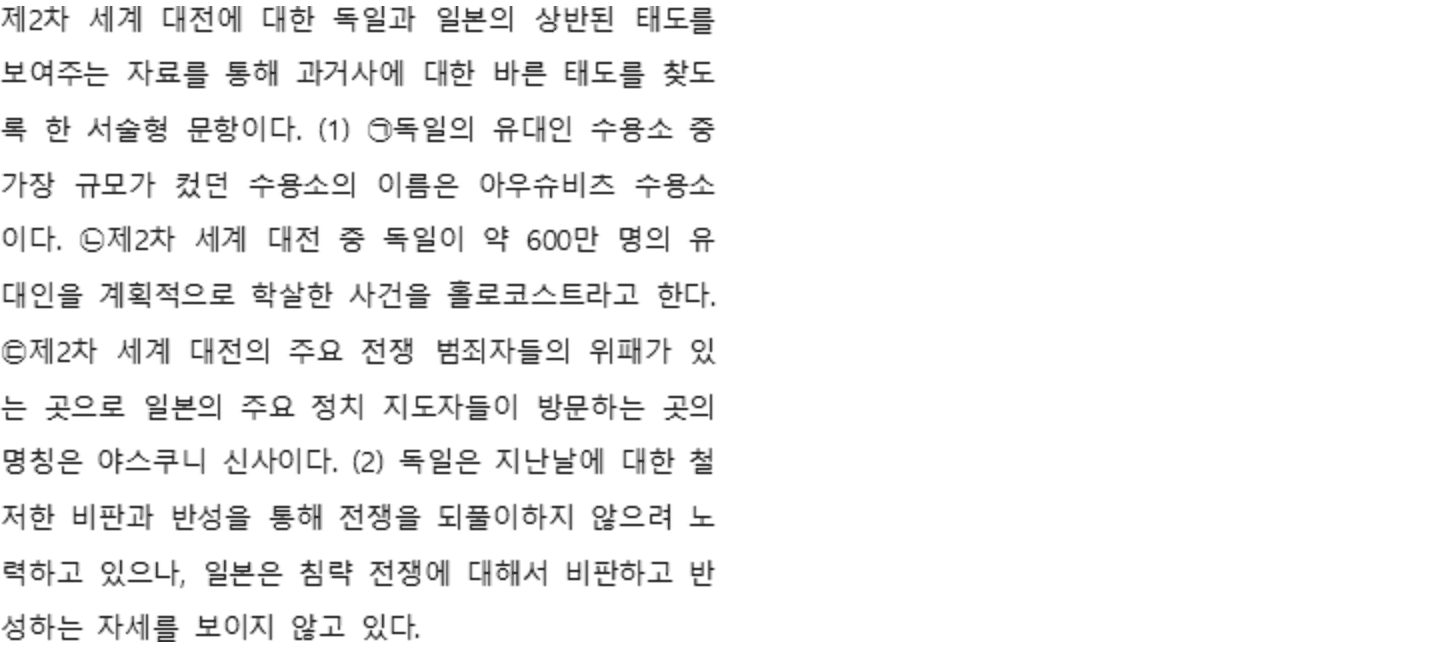 제2차 세계 대전에 대한 독일과 일본의 상반된 태도를
보여주는 자료를 통해 과거사에 대한 바른 태도를 찾도
록 한 서술형 문항이다. (1) ㉠독일의 유대인 수용소 중
가장 규모가 컸던 수용소의 이름은 아우슈비츠 수용소
이다. ㉡제2차 세계 대전 중 독일이 약 600만 명의 유
대인을 계획적으로 학살한 사건을 홀로코스트라고 한다.
㉢제2차 세계 대전의 주요 전쟁 범죄자들의 위패가 있
는 곳으로 일본의 주요 정치 지도자들이 방문하는 곳의
명칭은 야스쿠니 신사이다. (2) 독일은 지난날에 대한 철
저한 비판과 반성을 통해 전쟁을 되풀이하지 않으려 노
력하고 있으나, 일본은 침략 전쟁에 대해서 비판하고 반
성하는 자세를 보이지 않고 있다.